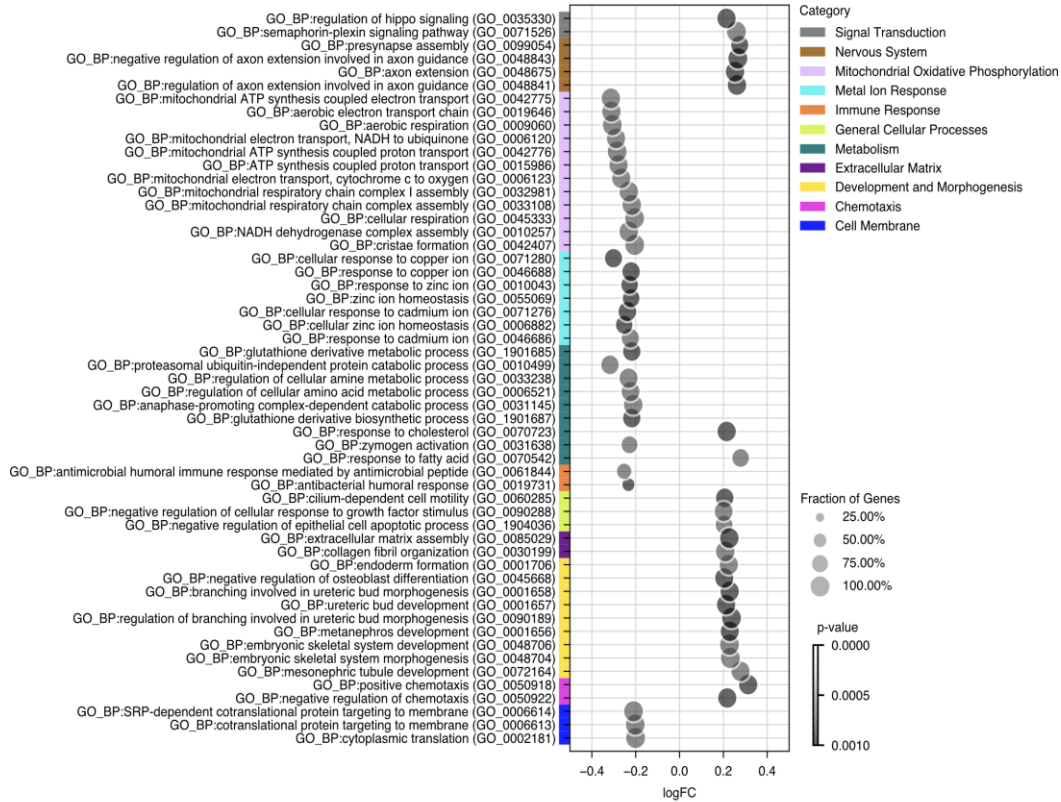 GO_BP:regulation of hippo signaling (GO_0035330)
GO_BP:semaphorin-plexin signaling pathway (GO_0071526)
GO_BP:presynapse assembly (GO_0099054)
GO_BP:negative regulation of axon extension involved in axon guidance (GO_0048843)
GO_BP:axon extension (GO_0048675)
GO_BP:regulation of axon extension involved in axon guidance (GO_0048841)
GO_BP:mitochondrial ATP synthesis coupled electron transport (GO_0042775)
GO_BP:aerobic electron transport chain (GO_0019646)
GO_BP:aerobic respiration (GO_0009060)
GO_BP:mitochondrial electron transport, NADH to ubiquinone (GO_0006120)
GO_BP:mitochondrial ATP synthesis coupled proton transport (GO_0042776)
GO_BP:ATP synthesis coupled proton transport (GO_0015986)
GO_BP:mitochondrial electron transport, cytochrome c to oxygen (GO_0006123)
GO_BP:mitochondrial respiratory chain complex I assembly (GO_0032981)
GO_BP:mitochondrial respiratory chain complex assembly (GO_0033108)
GO_BP:cellular respiration (GO_0045333)
GO_BP:NADH dehydrogenase complex assembly (GO_0010257)
GO_BP:cristae formation (GO_0042407)
GO_BP:cellular response to copper ion (GO_0071280)
GO_BP:response to copper ion (GO_0046688)
GO_BP:response to zinc ion (GO_0010043)
GO_BP:zinc ion homeostasis (GO_0055069)
GO_BP:cellular response to cadmium ion (GO_0071276)
GO_BP:cellular zinc ion homeostasis (GO_0006882)
GO_BP:response to cadmium ion (GO_0046686)
GO_BP:glutathione derivative metabolic process (GO_1901685)
GO_BP:proteasomal ubiquitin-independent protein catabolic process (GO_0010499)
GO_BP:regulation of cellular amine metabolic process (GO_0033238)
GO_BP:regulation of cellular amino acid metabolic process (GO_0006521)
GO_BP:anaphase-promoting complex-dependent catabolic process (GO_0031145)
GO_BP:glutathione derivative biosynthetic process (GO_1901687)
GO_BP:response to cholesterol (GO_0070723)
GO_BP:zymogen activation (GO_0031638)
GO_BP:response to fatty acid (GO_0070542)
GO_BP:antimicrobial humoral immune response mediated by antimicrobial peptide (GO_0061844)
GO_BP:antibacterial humoral response (GO_0019731)
GO_BP:cilium-dependent cell motility (GO_0060285)
GO_BP:negative regulation of cellular response to growth factor stimulus (GO_0090288)
GO_BP:negative regulation of epithelial cell apoptotic process (GO_1904036)
GO_BP:extracellular matrix assembly (GO_0085029)
GO_BP:collagen fibril organization (GO_0030199)
GO_BP:endoderm formation (GO_0001706)
GO_BP:negative regulation of osteoblast differentiation (GO_0045668)
GO_BP:branching involved in ureteric bud morphogenesis (GO_0001658)
GO_BP:ureteric bud development (GO_0001657)
GO_BP:regulation of branching involved in ureteric bud morphogenesis (GO_0090189)
GO_BP:metanephros development (GO_0001656)
GO_BP:embryonic skeletal system development (GO_0048706)
GO_BP:embryonic skeletal system morphogenesis (GO_0048704)
GO_BP:mesonephric tubule development (GO_0072164)
GO_BP:positive chemotaxis (GO_0050918)
GO_BP:negative regulation of chemotaxis (GO_0050922)
GO_BP:SRP-dependent cotranslational protein targeting to membrane (GO_0006614)
GO_BP:cotranslational protein targeting to membrane (GO_0006613)
GO_BP:cytoplasmic translation (GO_0002181)
−0.4 −0.2 0.0 0.2 0.4
logFC
Category
Signal Transduction
Nervous System
Mitochondrial Oxidative Phosphorylation
Metal Ion Response
Immune Response
General Cellular Processes
Metabolism
Extracellular Matrix
Development and Morphogenesis
Chemotaxis
Cell Membrane
Fraction of Genes
25.00%
50.00%
75.00%
100.00%
p-value
0.0000
0.0005
0.0010